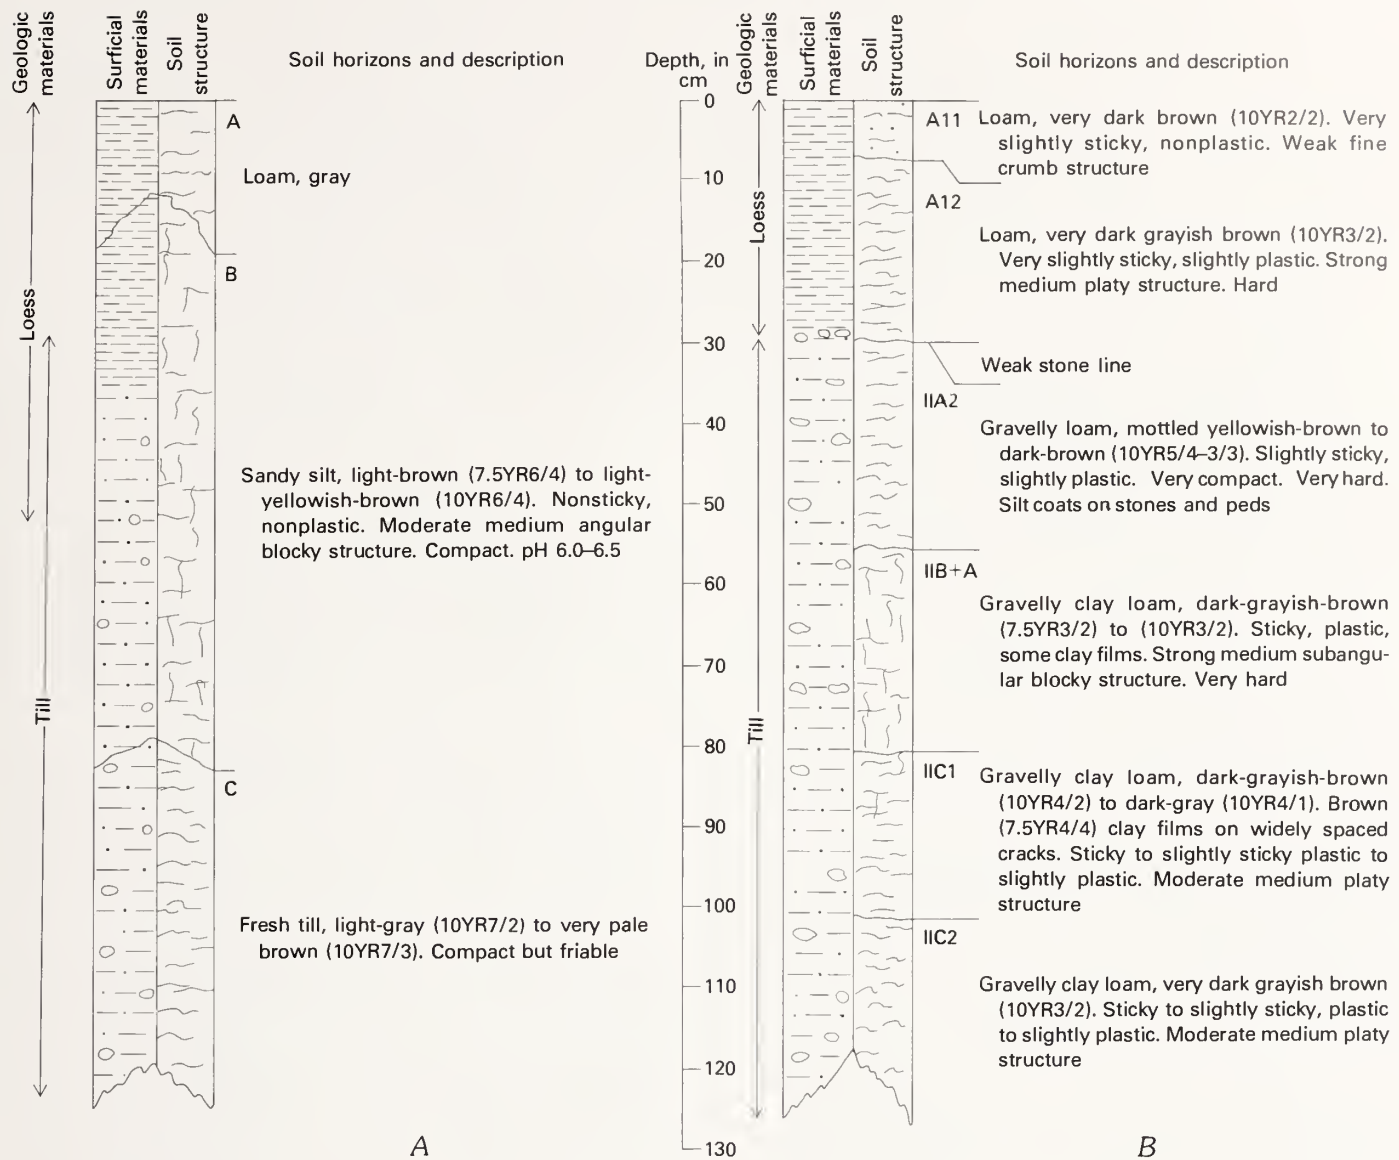 Geologic
materials
Surficial
materials
Soil
structure
Soil horizons and description
Loess
Till
A
Loam, gray
B
Sandy silt, light-brown (7.5YR6/4) to light-
yellowish-brown (10YR6/4). Nonsticky,
nonplastic. Moderate medium angular
blocky structure. Compact. pH 6.0–6.5
C
Fresh till, light-gray (10YR7/2) to very pale
brown (10YR7/3). Compact but friable
A
Depth, in
cm
0
10
20
30
40
50
60
70
80
90
100
110
120
130
Geologic
materials
Surficial
materials
Soil
structure
Soil horizons and description
Loess
Till
A11
Loam, very dark brown (10YR2/2). Very
slightly sticky, nonplastic. Weak fine
crumb structure
A12
Loam, very dark grayish brown (10YR3/2).
Very slightly sticky, slightly plastic. Strong
medium platy structure. Hard
Weak stone line
IIA2
Gravelly loam, mottled yellowish-brown to
dark-brown (10YR5/4–3/3). Slightly sticky,
slightly plastic. Very compact. Very hard.
Silt coats on stones and peds
IIB+A
Gravelly clay loam, dark-grayish-brown
(7.5YR3/2) to (10YR3/2). Sticky, plastic,
some clay films. Strong medium subangu-
lar blocky structure. Very hard
IIC1
Gravelly clay loam, dark-grayish-brown
(10YR4/2) to dark-gray (10YR4/1). Brown
(7.5YR4/4) clay films on widely spaced
cracks. Sticky to slightly sticky plastic to
slightly plastic. Moderate medium platy
structure
IIC2
Gravelly clay loam, very dark grayish brown
(10YR3/2). Sticky to slightly sticky, plastic
to slightly plastic. Moderate medium platy
structure
B